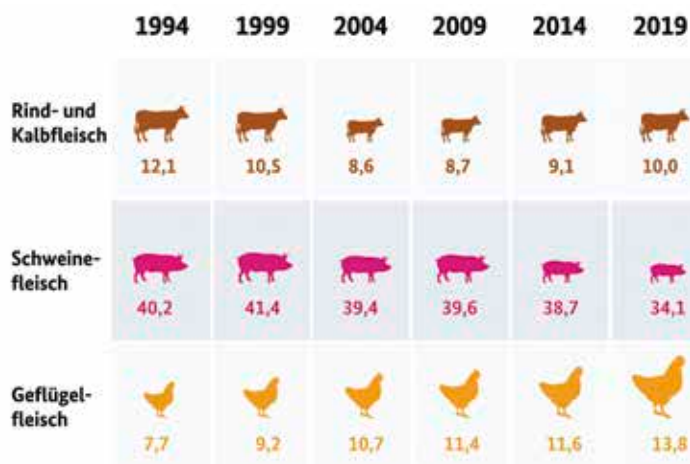 1994 1999 2004 2009 2014 2019
Rind- und
Kalbfleisch
12,1 10,5 8,6 8,7 9,1 10,0
Schweine-
fleisch
40,2 41,4 39,4 39,6 38,7 34,1
Geflügel-
fleisch
7,7 9,2 10,7 11,4 11,6 13,8